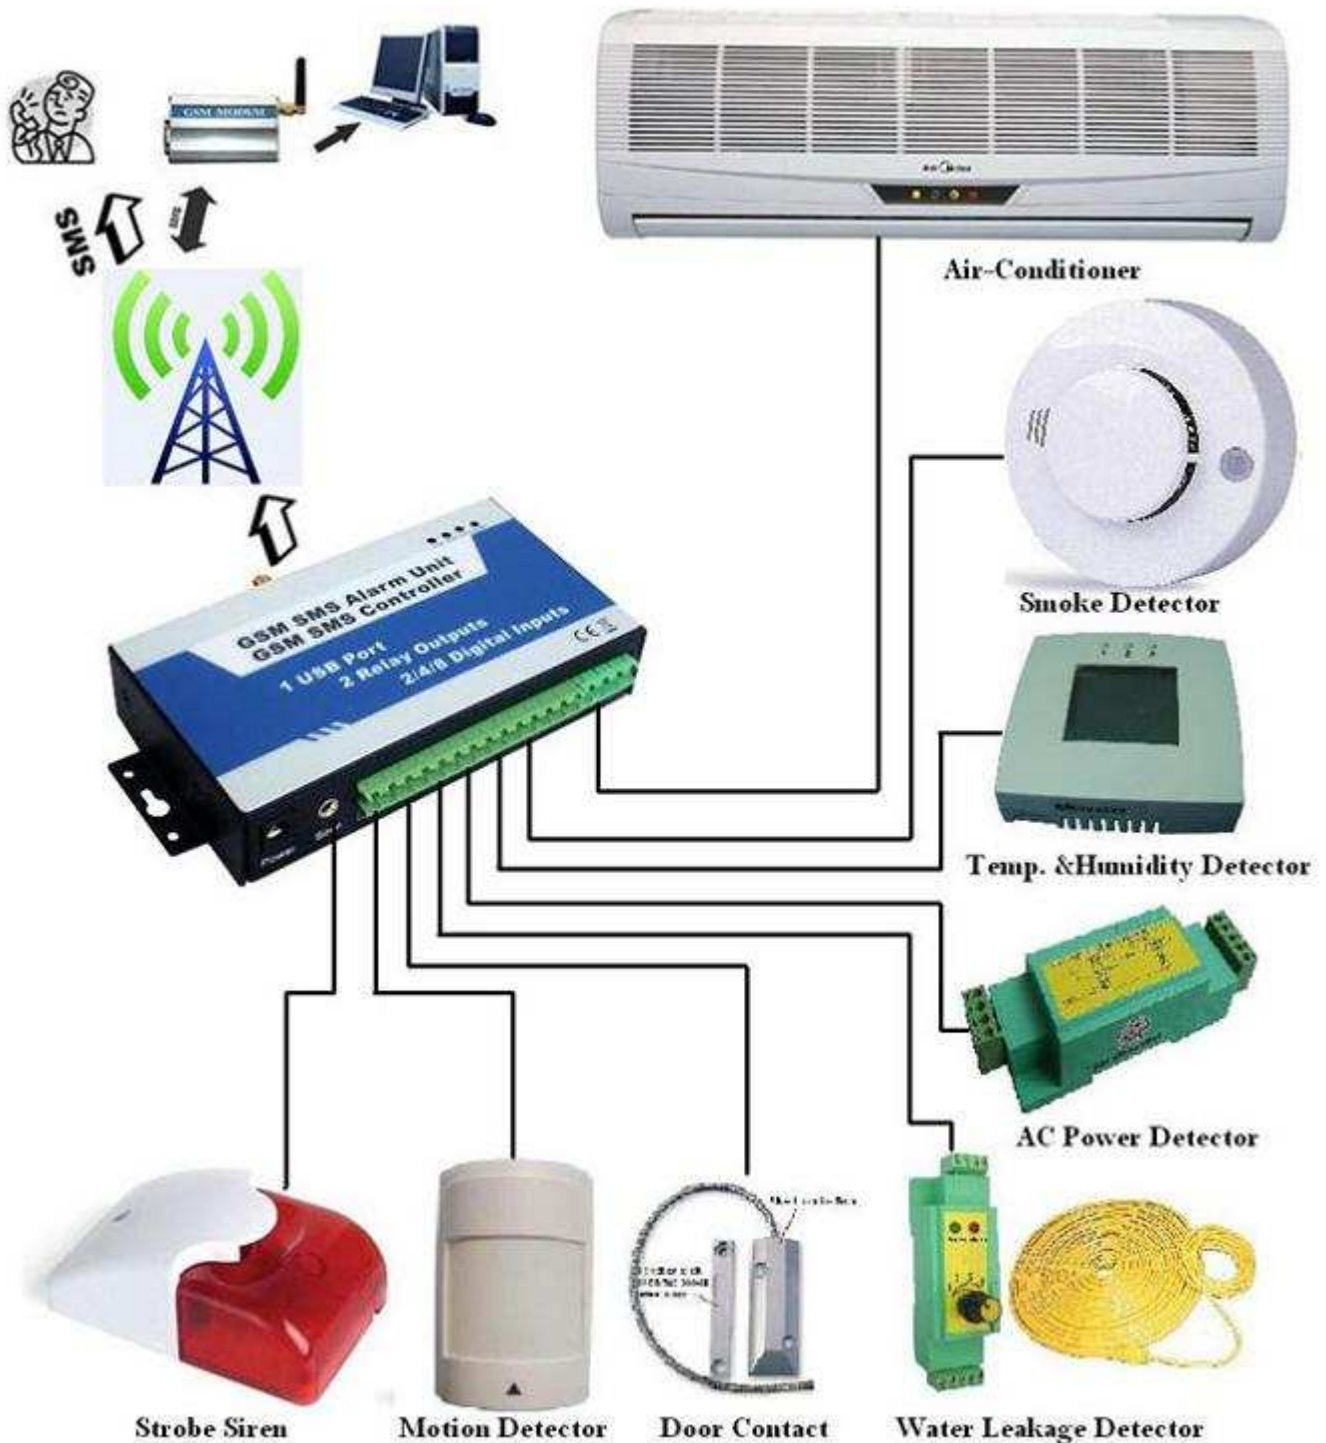 GSM MODEM
SMS
SMS
Air-Conditioner
Smoke Detector
GSM SMS Alarm Unit
GSM SMS Controller
1 USB Port
2 Relay Outputs
2/4/8 Digital Inputs
CE
Power
Temp. &Humidity Detector
AC Power Detector
Strobe Siren
Motion Detector
Door Contact
Water Leakage Detector